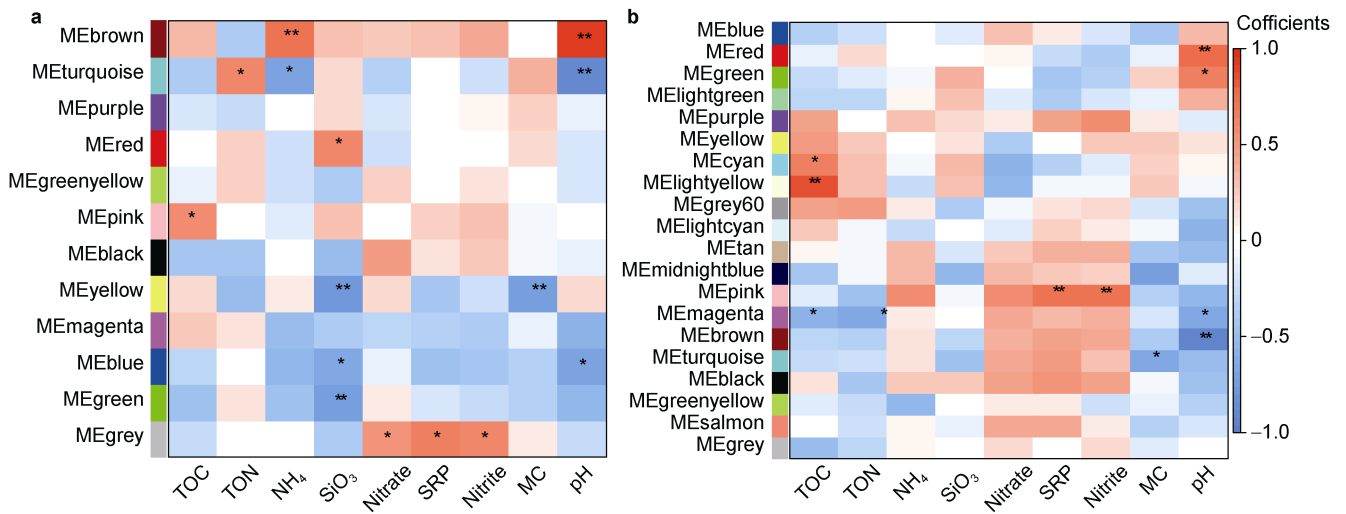 a
MEbrown ** **
MEturquoise * * **
MEpurple
MEred *
MEgreenyellow
MEpink *
MEblack
MEyellow ** **
MEmagenta
MEblue * *
MEgreen **
MEgrey * * *
TOC TON NH₄ SiO₃ Nitrate SRP Nitrite MC pH
b
MEblue
MEred **
MEgreen *
MElightgreen
MEpurple
MEyellow
MEcyan *
MElightyellow **
MEgrey60
MElightcyan
MEtan
MEmidnightblue
MEpink ** **
MEmagenta * * *
MEbrown **
MEturquoise *
MEblack
MEgreenyellow
MEsalmon
MEgrey
TOC TON NH₄ SiO₃ Nitrate SRP Nitrite MC pH
Cofficients
1.0
0.5
0
−0.5
−1.0